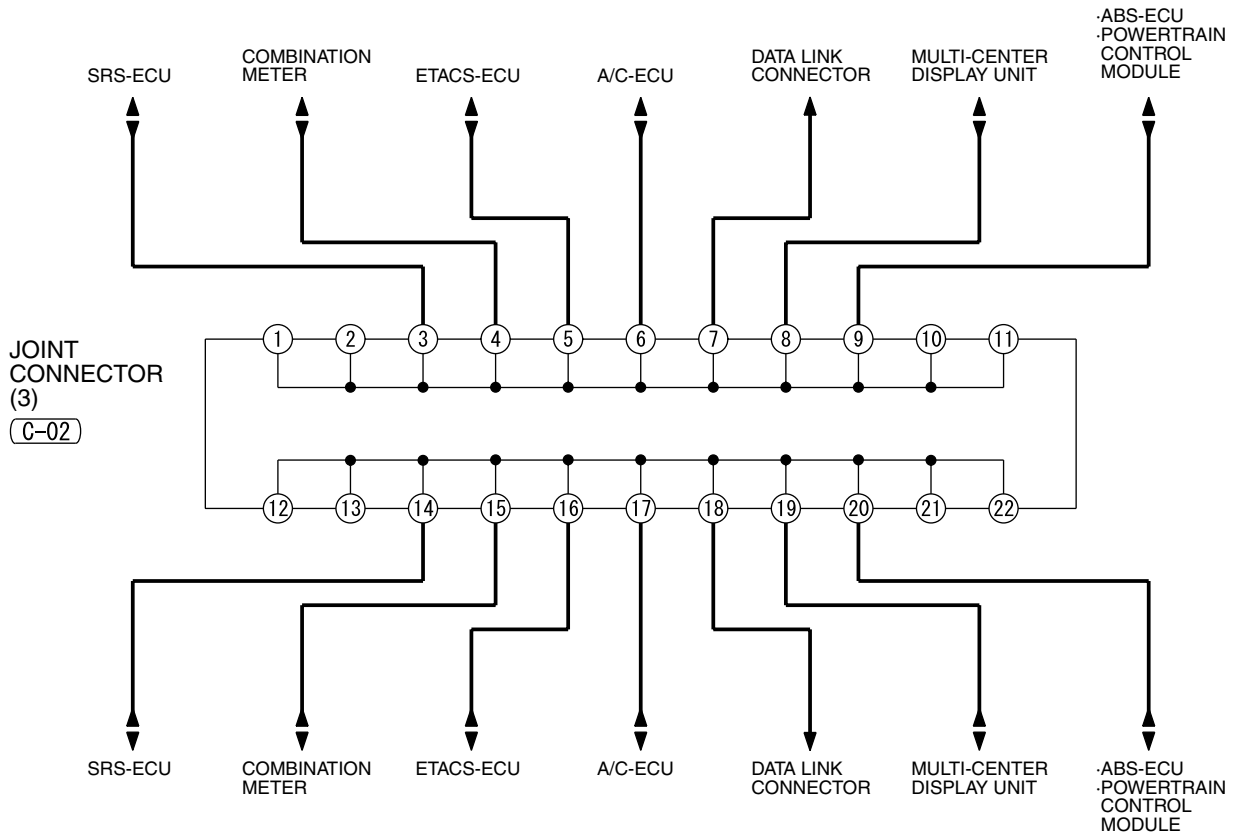 ·ABS-ECU
·POWERTRAIN
CONTROL
MODULE
SRS-ECU
COMBINATION
METER
ETACS-ECU
A/C-ECU
DATA LINK
CONNECTOR
MULTI-CENTER
DISPLAY UNIT
1 2 3 4 5 6 7 8 9 10 11
JOINT
CONNECTOR
(3)
C-02
12 13 14 15 16 17 18 19 20 21 22
SRS-ECU
COMBINATION
METER
ETACS-ECU
A/C-ECU
DATA LINK
CONNECTOR
MULTI-CENTER
DISPLAY UNIT
·ABS-ECU
·POWERTRAIN
CONTROL
MODULE